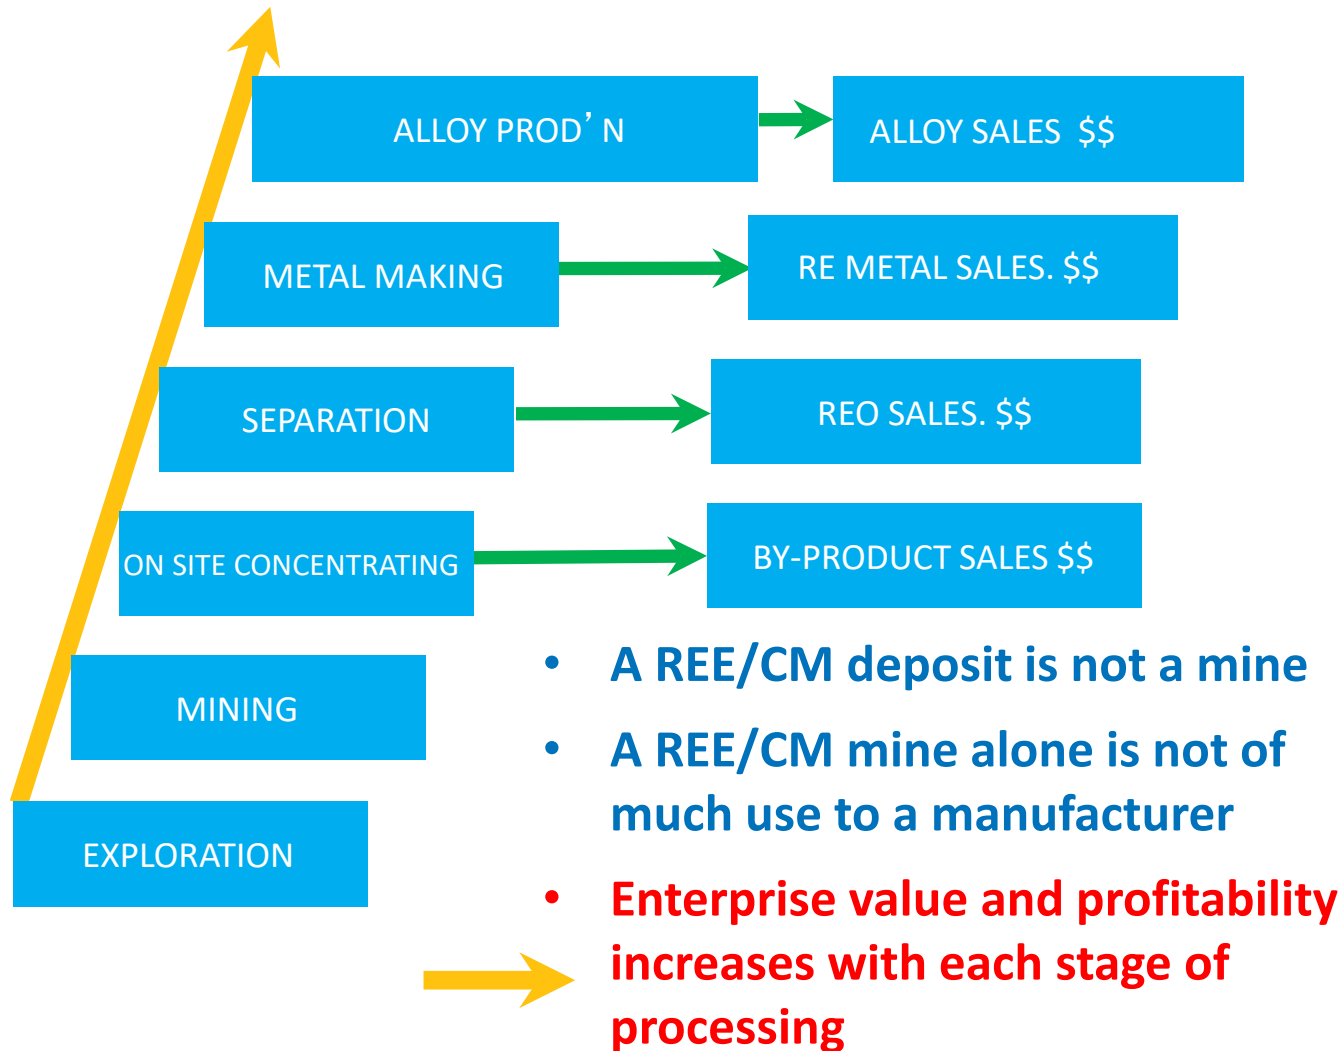 ALLOY PROD’ N
ALLOY SALES $$
METAL MAKING
RE METAL SALES. $$
SEPARATION
REO SALES. $$
ON SITE CONCENTRATING
BY-PRODUCT SALES $$
MINING
EXPLORATION
• A REE/CM deposit is not a mine
• A REE/CM mine alone is not of
much use to a manufacturer
• Enterprise value and profitability
increases with each stage of
processing